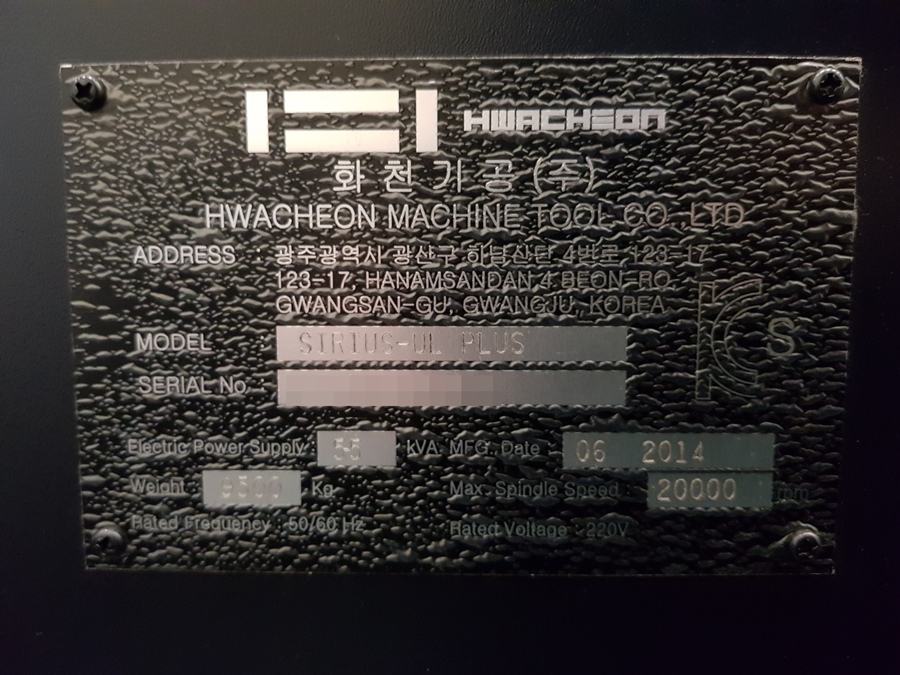 HWACHEON
화천기공(주)
HWACHEON MACHINE TOOL CO.,LTD
ADDRESS : 광주광역시 광산구 하남산단 4번로 123-17
123-17, HANAMSANDAN 4 BEON-RO
GWANGSAN-GU, GWANGJU, KOREA
MODEL : SIRIUS-UL PLUS
SERIAL No. :
S
Electric Power Supply 55 kVA MFG. Date 06 2014
Weight 9500 Kg Max. Spindle Speed 20000 rpm
Rated Frequency : 50/60 Hz Rated Voltage : 220V